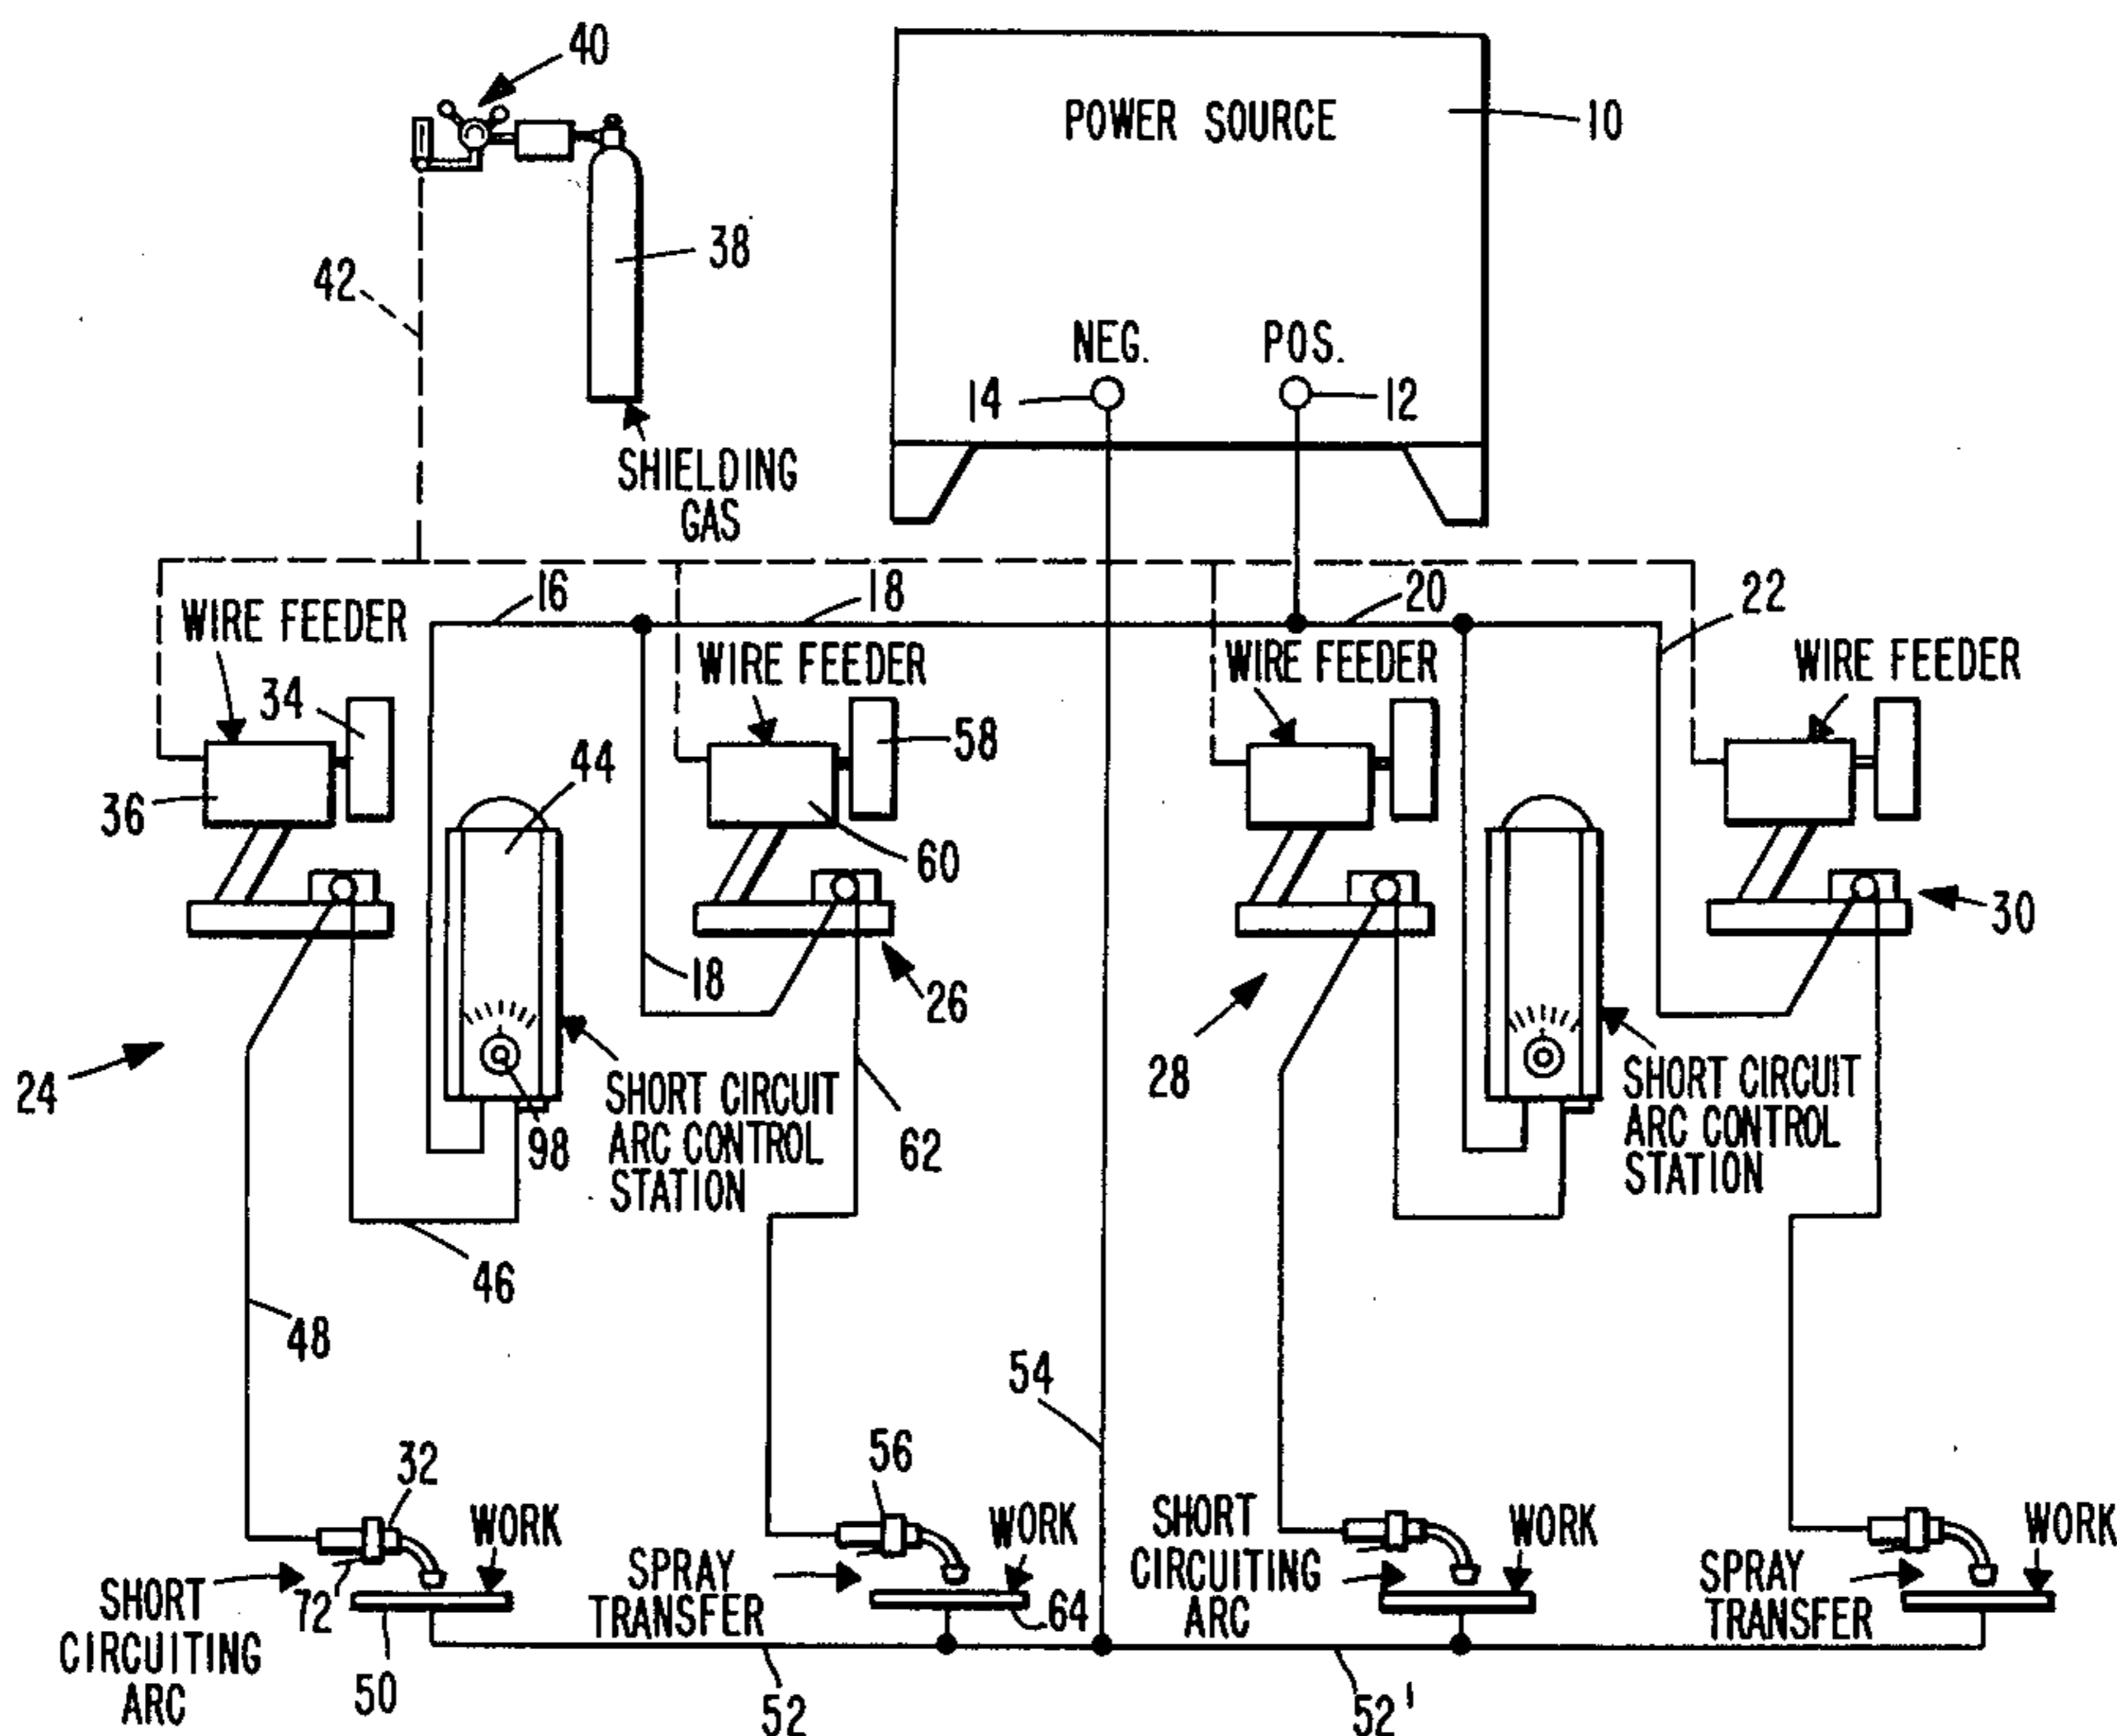 40
POWER SOURCE
10
38
42
NEG.
POS.
14
12
SHIELDING
GAS
16
18
20
22
WIRE FEEDER
WIRE FEEDER
WIRE FEEDER
WIRE FEEDER
34
58
44
36
60
30
18
26
24
28
SHORT CIRCUIT
ARC CONTROL
STATION
98
SHORT CIRCUIT
ARC CONTROL
STATION
62
46
48
54
32
56
WORK
WORK
WORK
WORK
72
SHORT
CIRCUITING
ARC
SPRAY
TRANSFER
64
SHORT
CIRCUITING
ARC
SPRAY
TRANSFER
50
52
52'